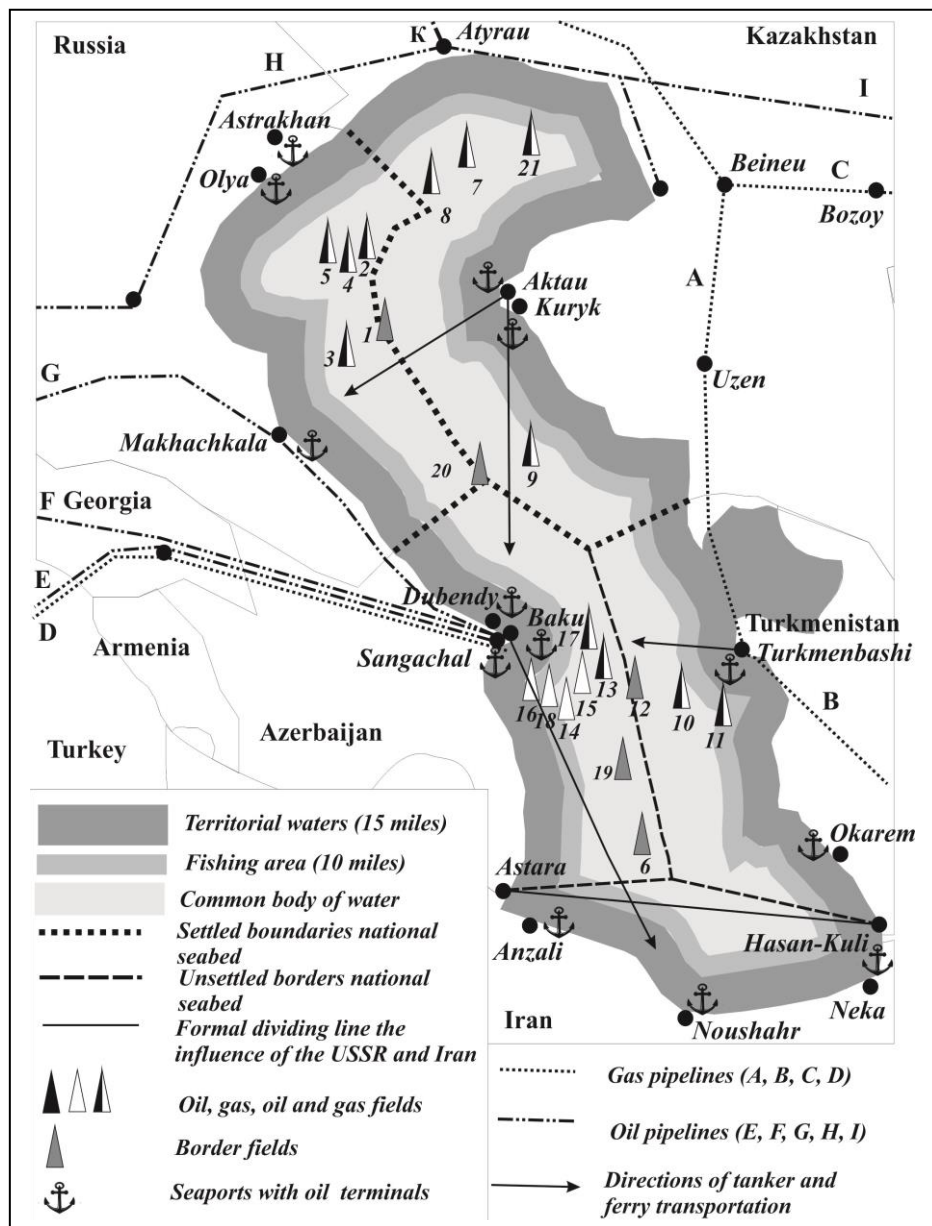 Russia
K
Atyrau
Kazakhstan
H
I
Astrakhan
7
21
Beineu
C
Olya
8
Bozoy
5
4
2
A
Aktau
Kuryk
1
3
Uzen
G
Makhachkala
20
9
F Georgia
E
D
Dubendy
Baku
17
Turkmenistan
Armenia
Sangachal
Turkmenbashi
13
15
16
18
14
12
10
11
B
Azerbaijan
Turkey
19
6
Okarem
Astara
Anzali
Hasan-Kuli
Iran
Noushahr
Neka
Territorial waters (15 miles)
Fishing area (10 miles)
Common body of water
Settled boundaries national
seabed
Unsettled borders national
seabed
Formal dividing line the
influence of the USSR and Iran
Oil, gas, oil and gas fields
Border fields
Seaports with oil terminals
Gas pipelines (A, B, C, D)
Oil pipelines (E, F, G, H, I)
Directions of tanker and
ferry transportation